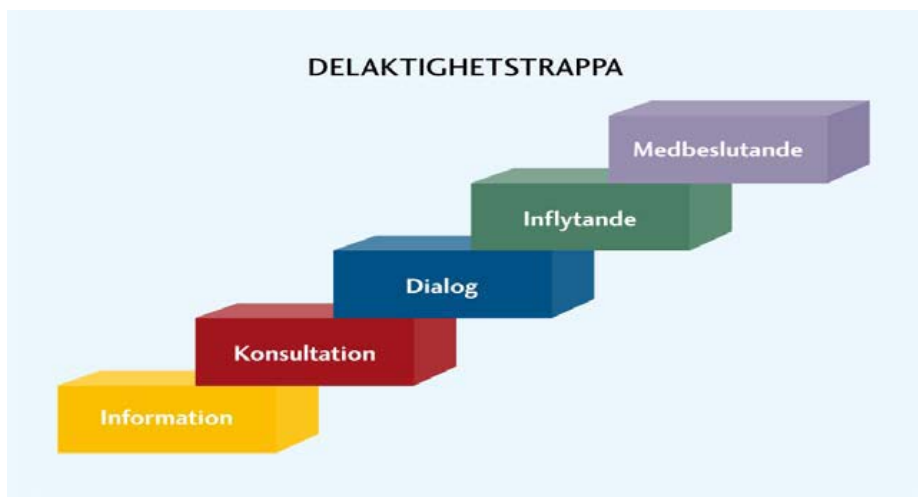 DELAKTIGHETSTRAPPA
Medbeslutande
Inflytande
Dialog
Konsultation
Information